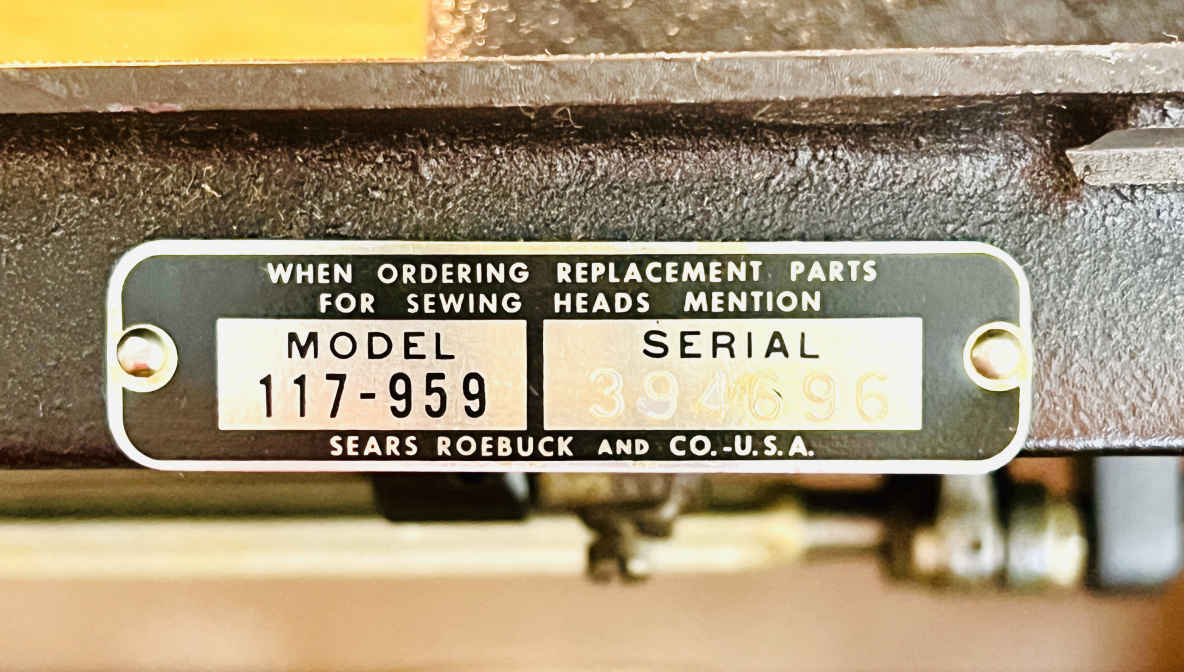 WHEN ORDERING REPLACEMENT PARTS
FOR SEWING HEADS MENTION
MODEL
117-959
SERIAL
394696
SEARS ROEBUCK AND CO.-U.S.A.